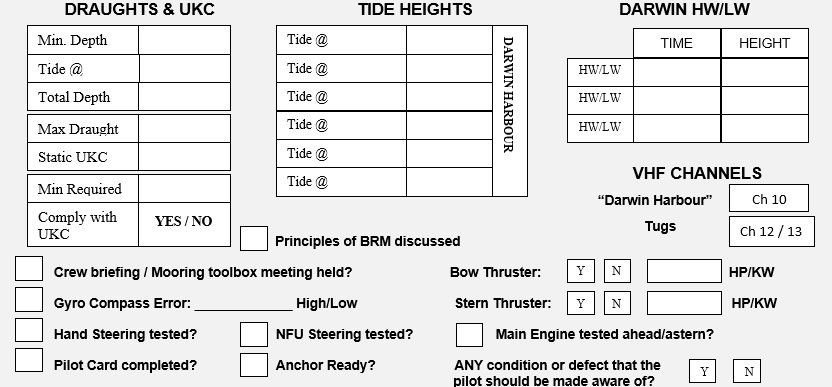 DRAUGHTS & UKC
Min. Depth
Tide @
Total Depth
Max Draught
Static UKC
Min Required
Comply with UKC YES / NO
TIDE HEIGHTS
Tide @
Tide @
Tide @
Tide @
Tide @
Tide @
DARWIN HARBOUR
DARWIN HW/LW
TIME HEIGHT
HW/LW
HW/LW
HW/LW
VHF CHANNELS
“Darwin Harbour” Ch 10
Tugs Ch 12 / 13
Principles of BRM discussed
Crew briefing / Mooring toolbox meeting held? Bow Thruster: Y N HP/KW
Gyro Compass Error: _____________ High/Low Stern Thruster: Y N HP/KW
Hand Steering tested? NFU Steering tested? Main Engine tested ahead/astern?
Pilot Card completed? Anchor Ready? ANY condition or defect that the
pilot should be made aware of? Y N